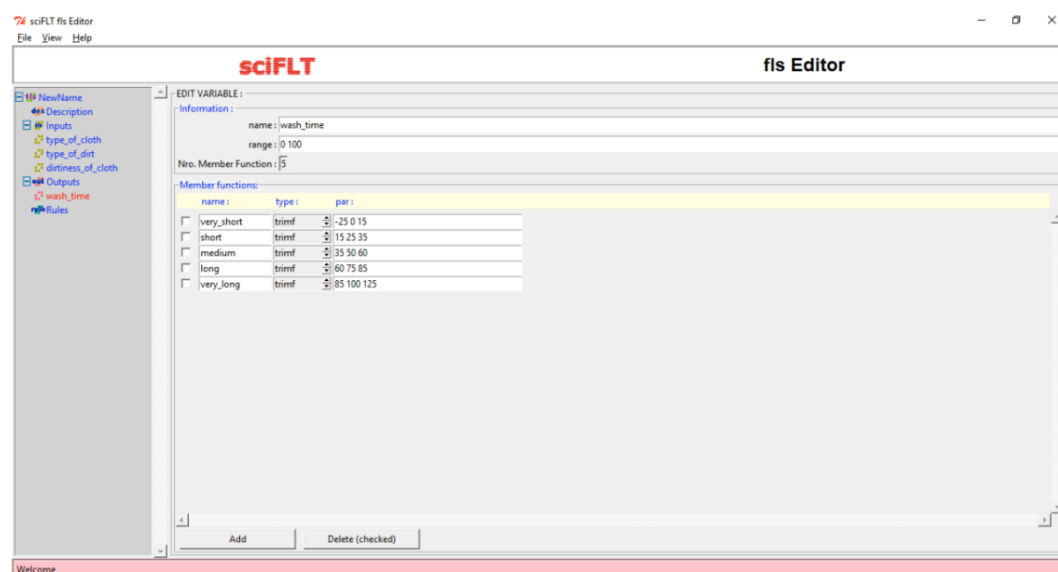 sciFLT fls Editor
File View Help
sciFLT fls Editor
NewName
Description
Inputs
type_of_cloth
type_of_dirt
dirtiness_of_cloth
Outputs
wash_time
Rules
EDIT VARIABLE :
Information :
name : wash_time
range : 0 100
Nro. Member Function : 5
Member functions:
name : type : par :
very_short trimf -25 0 15
short trimf 15 25 35
medium trimf 35 50 60
long trimf 60 75 85
very_long trimf 85 100 125
Add Delete (checked)
Welcome